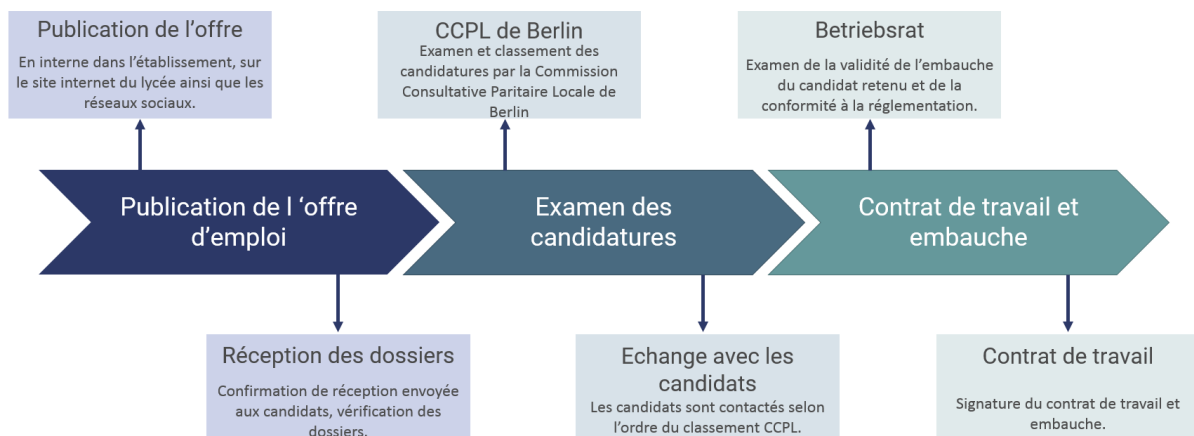 Publication de l’offre
En interne dans l’établissement, sur
le site internet du lycée ainsi que les
réseaux sociaux.
CCPL de Berlin
Examen et classement des
candidatures par la Commission
Consultative Paritaire Locale de
Berlin
Betriebsrat
Examen de la validité de l’embauche
du candidat retenu et de la
conformité à la réglementation.
Publication de l ‘offre
d’emploi
Examen des
candidatures
Contrat de travail et
embauche
Réception des dossiers
Confirmation de réception envoyée
aux candidats, vérification des
dossiers.
Echange avec les
candidats
Les candidats sont contactés selon
l’ordre du classement CCPL.
Contrat de travail
Signature du contrat de travail et
embauche.